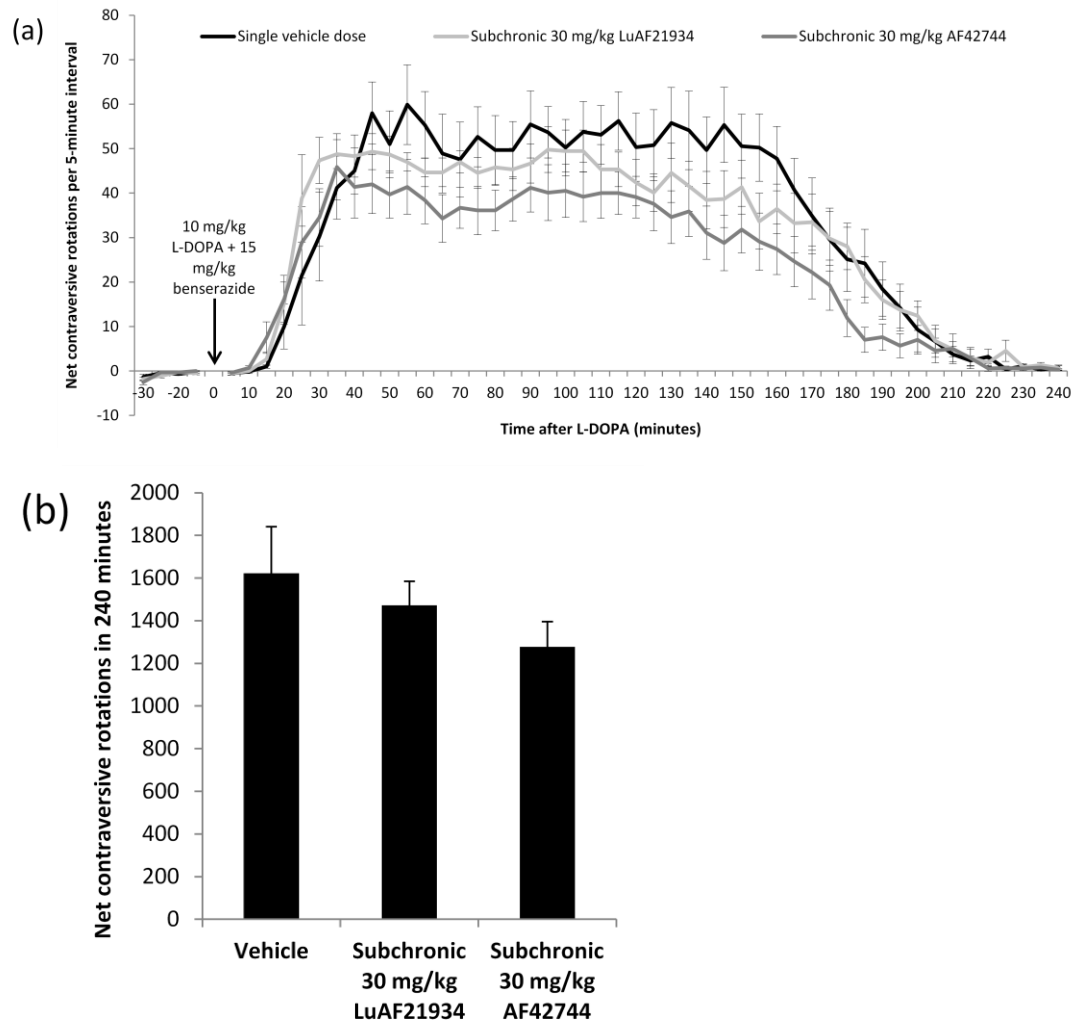 (a)
Single vehicle dose Subchronic 30 mg/kg LuAF21934 Subchronic 30 mg/kg AF42744
Net contraversive rotations per 5-minute interval
80
70
60
50
40
30
20
10
0
-10
10 mg/kg
L-DOPA + 15
mg/kg
benserazide
-30 -20 -10 0 10 20 30 40 50 60 70 80 90 100 110 120 130 140 150 160 170 180 190 200 210 220 230 240
Time after L-DOPA (minutes)
(b)
Net contraversive rotations in 240 minutes
2000
1800
1600
1400
1200
1000
800
600
400
200
0
Vehicle Subchronic Subchronic
30 mg/kg 30 mg/kg
LuAF21934 AF42744